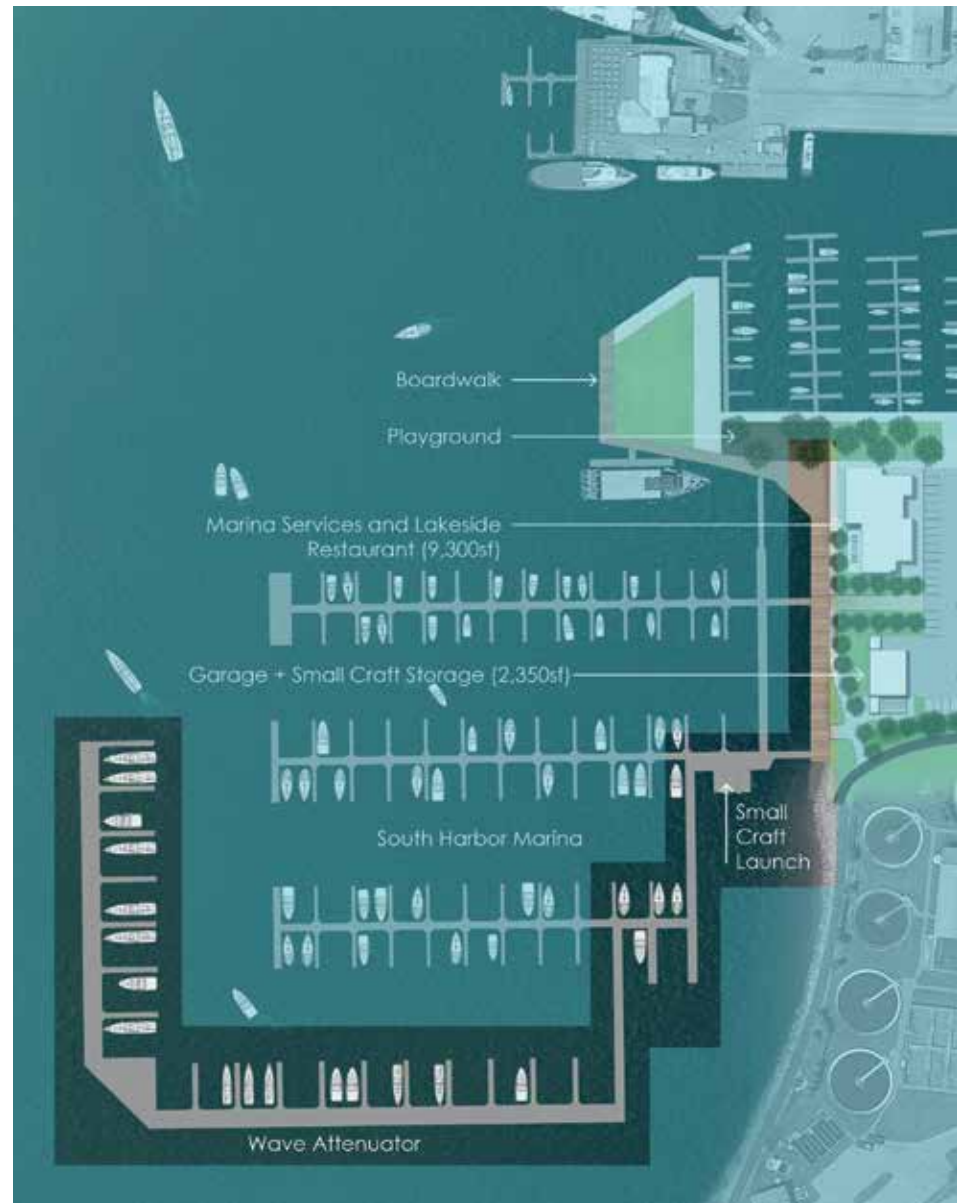 Boardwalk
Playground
Marina Services and Lakeside
Restaurant (9,300sf)
Garage + Small Craft Storage (2,350sf)
South Harbor Marina
Small
Craft
Launch
Wave Attenuator